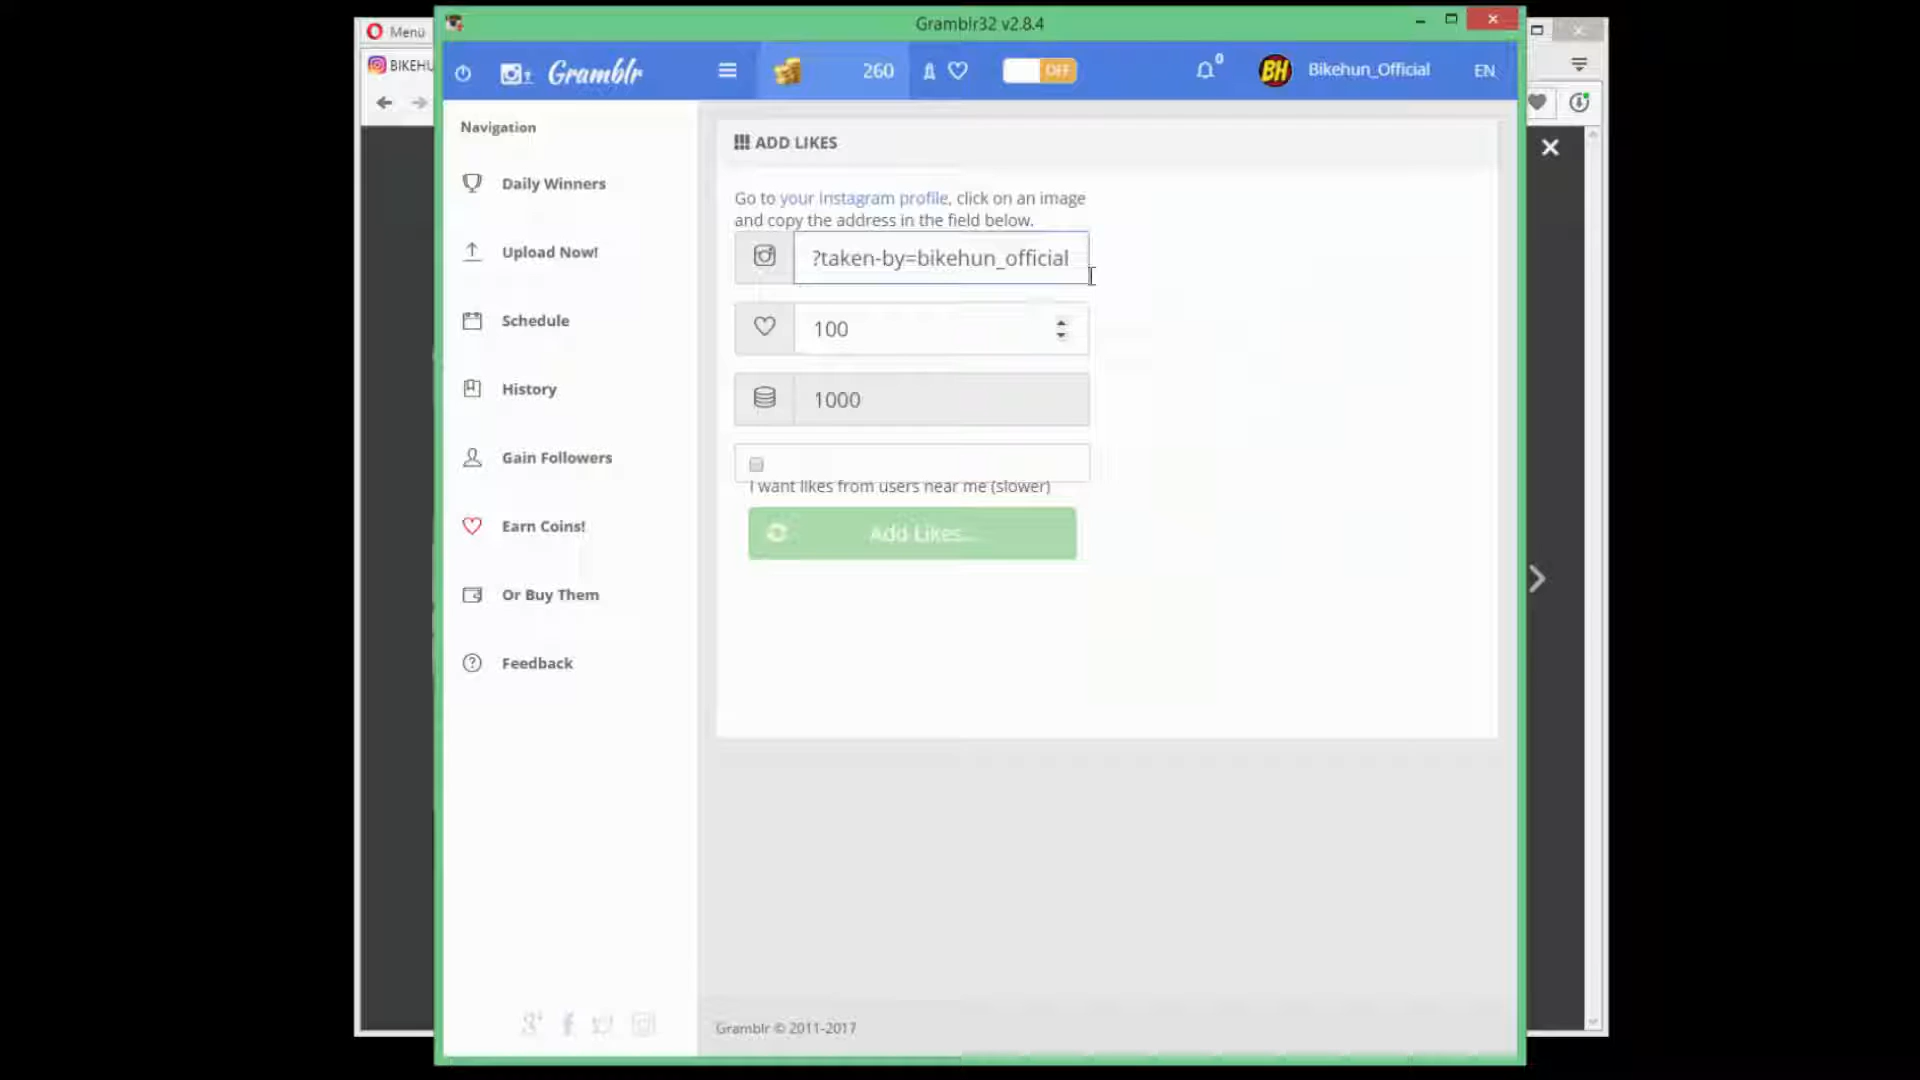 Menü
Gramblr32 v2.8.4
BIKEHU
Gramblr
260
OFF
0
BH
Bikehun_Official
EN
Navigation
Daily Winners
Upload Now!
Schedule
History
Gain Followers
Earn Coins!
Or Buy Them
Feedback
ADD LIKES
Go to your Instagram profile, click on an image
and copy the address in the field below.
?taken-by=bikehun_official
100
1000
I want likes from users near me (slower)
Add Likes...
Gramblr © 2011-2017